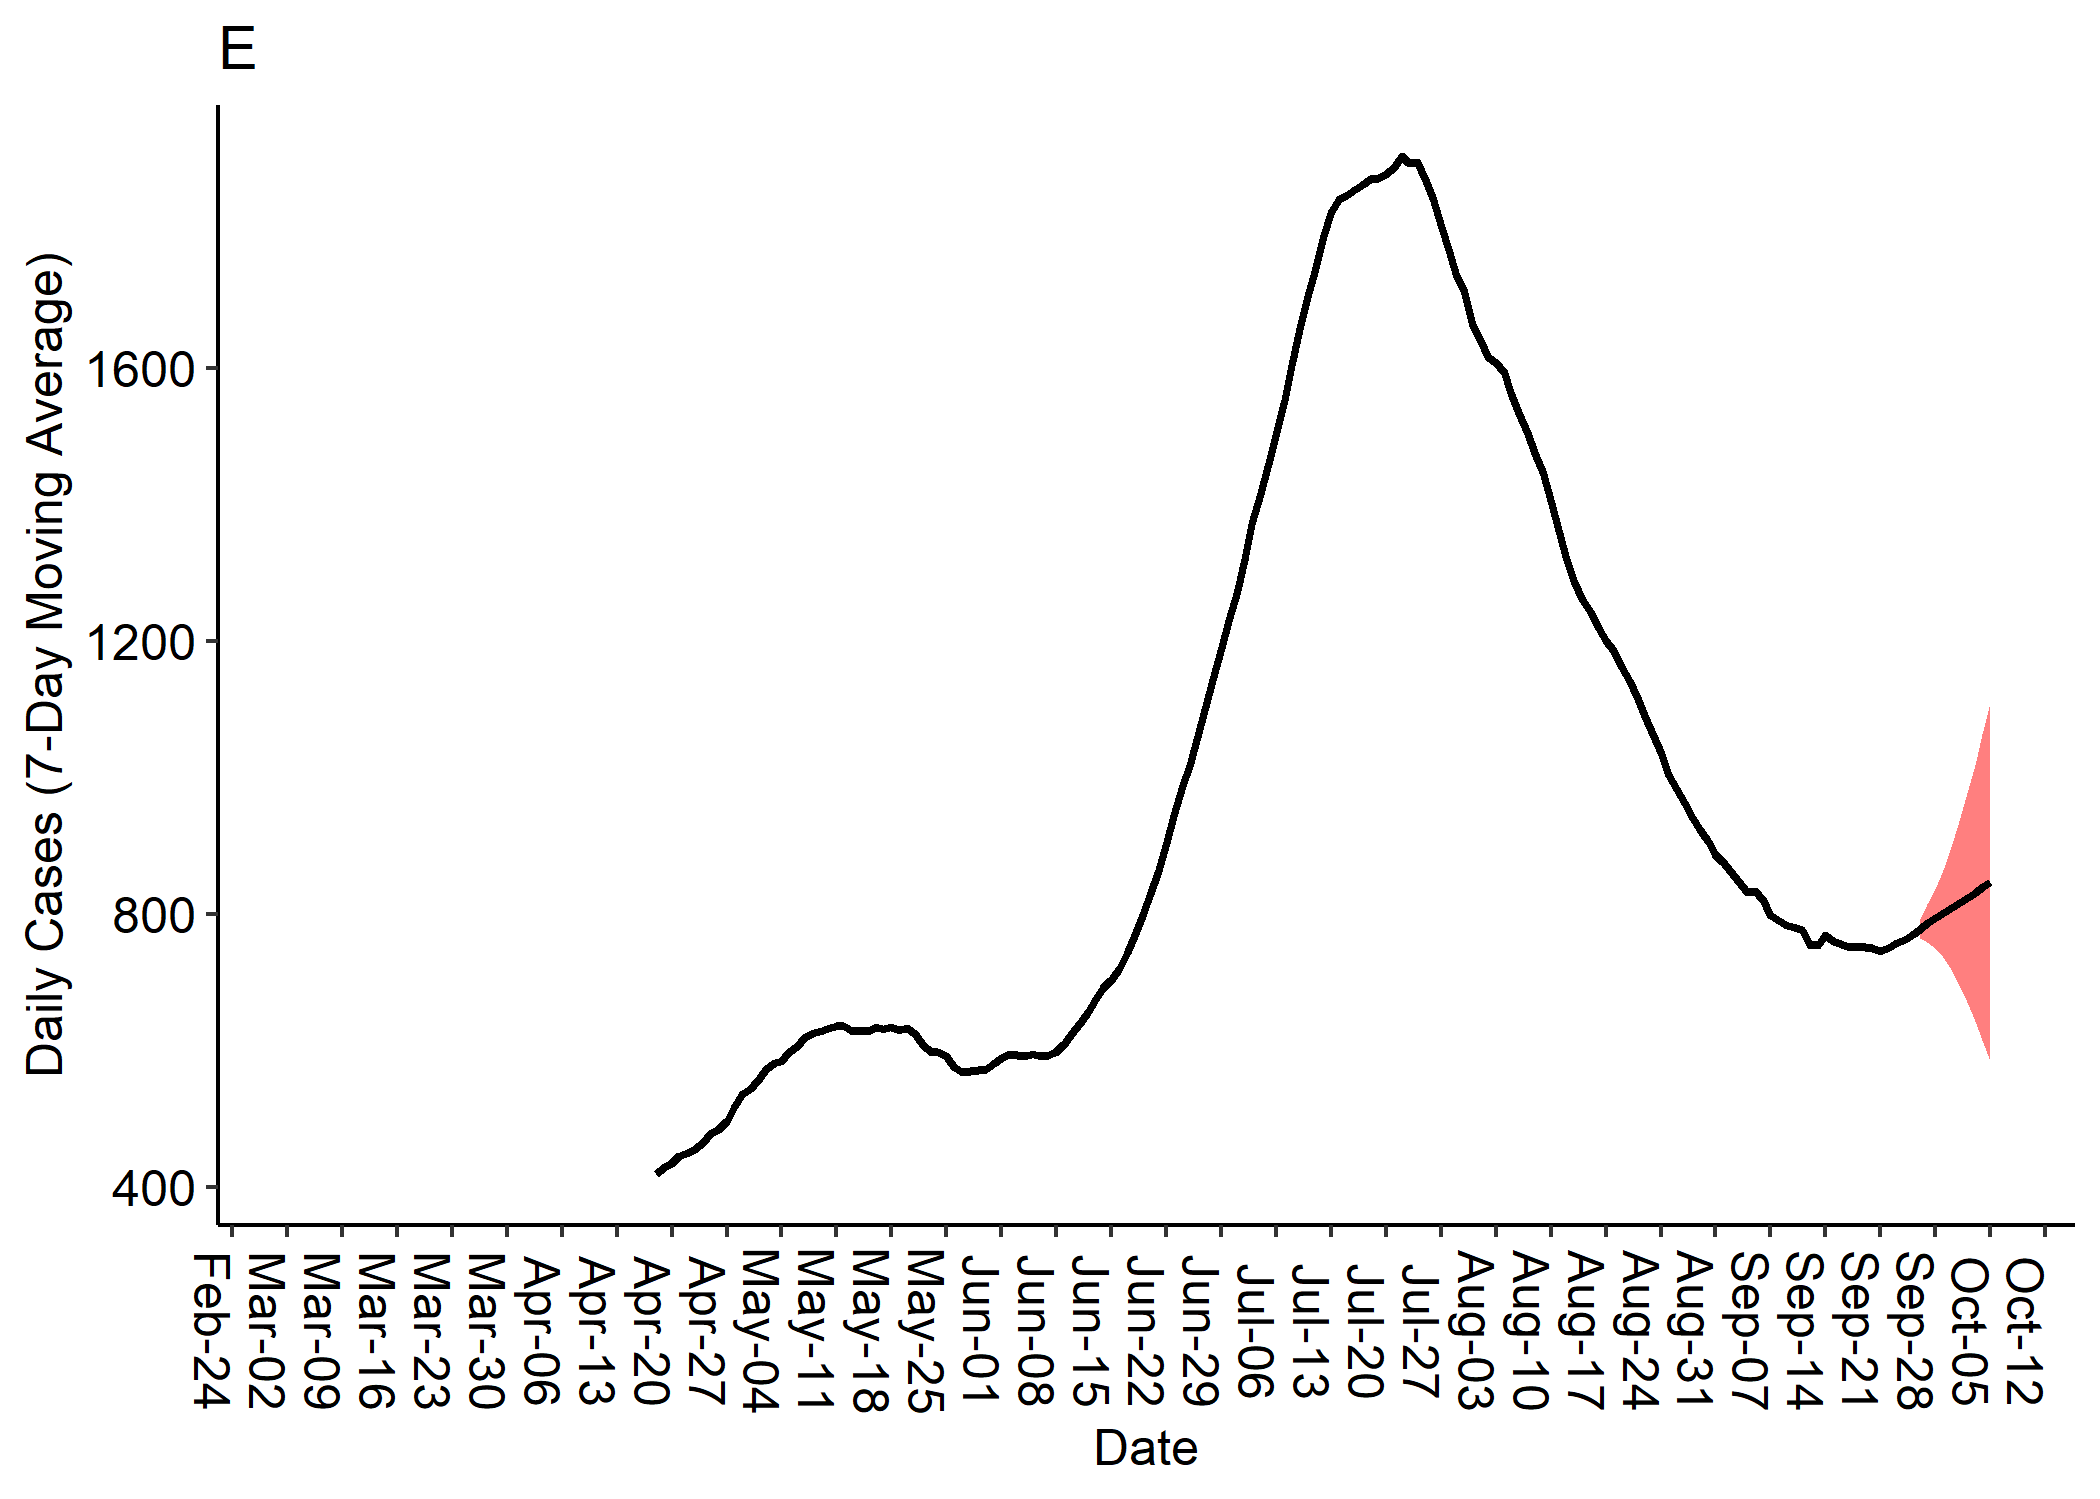 E
Daily Cases (7-Day Moving Average)
1600
1200
800
400
Feb-24
Mar-02
Mar-09
Mar-16
Mar-23
Mar-30
Apr-06
Apr-13
Apr-20
Apr-27
May-04
May-11
May-18
May-25
Jun-01
Jun-08
Jun-15
Jun-22
Jun-29
Jul-06
Jul-13
Jul-20
Jul-27
Aug-03
Aug-10
Aug-17
Aug-24
Aug-31
Sep-07
Sep-14
Sep-21
Sep-28
Oct-05
Oct-12
Date